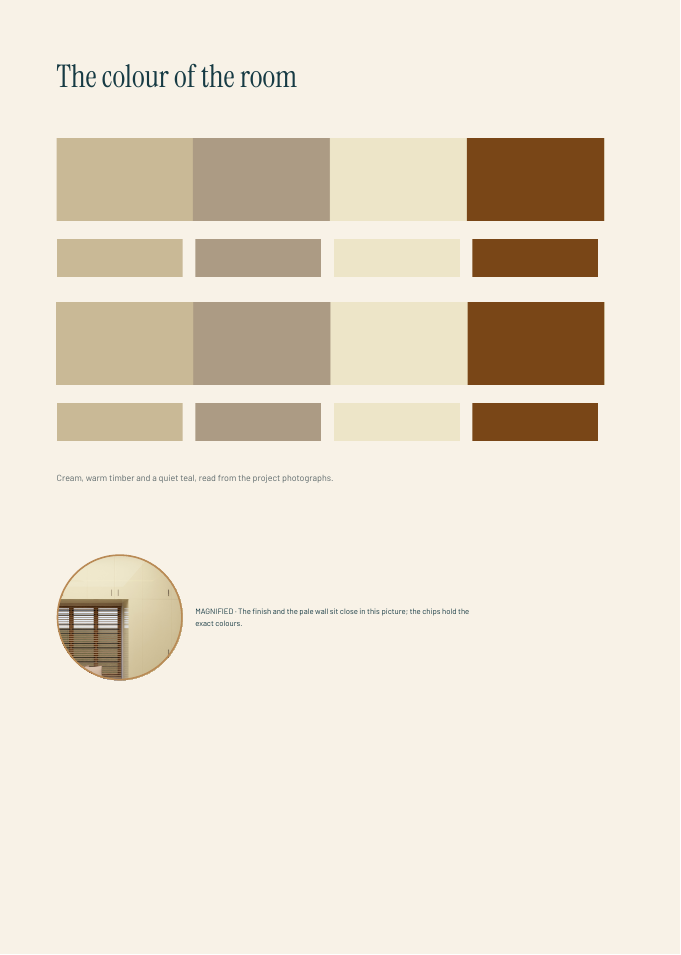 The colour of the room
Cream, warm timber and a quiet teal, read from the project photographs.
MAGNIFIED · The finish and the pale wall sit close in this picture; the chips hold the
exact colours.